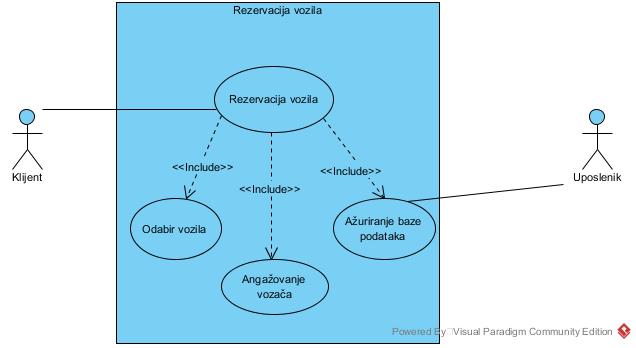 Rezervacija vozila
Rezervacija vozila
Klijent
Uposlenik
<<Include>>
<<Include>>
<<Include>>
Odabir vozila
Ažuriranje baze
podataka
Angažovanje
vozača
Powered By Visual Paradigm Community Edition